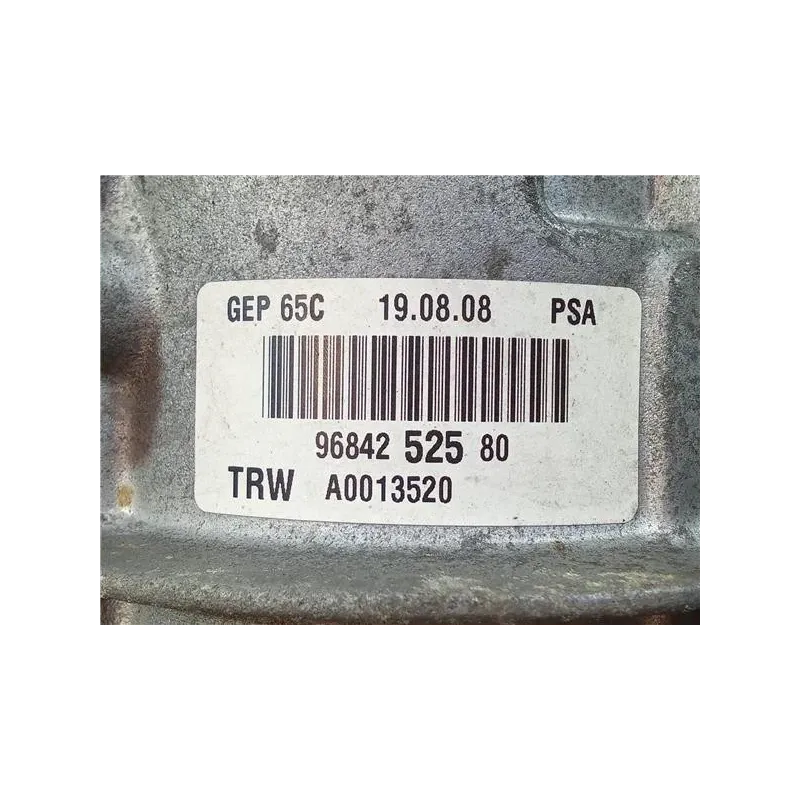 GEP 65C 19.08.08 PSA
96842 525 80
TRW A0013520